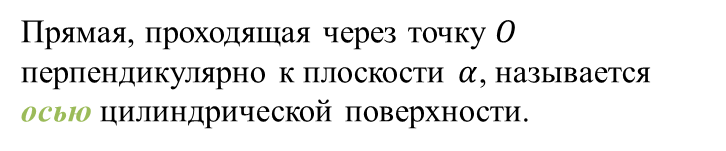 Прямая, проходящая через точку 𝑂
перпендикулярно к плоскости 𝛼, называется
осью цилиндрической поверхности.